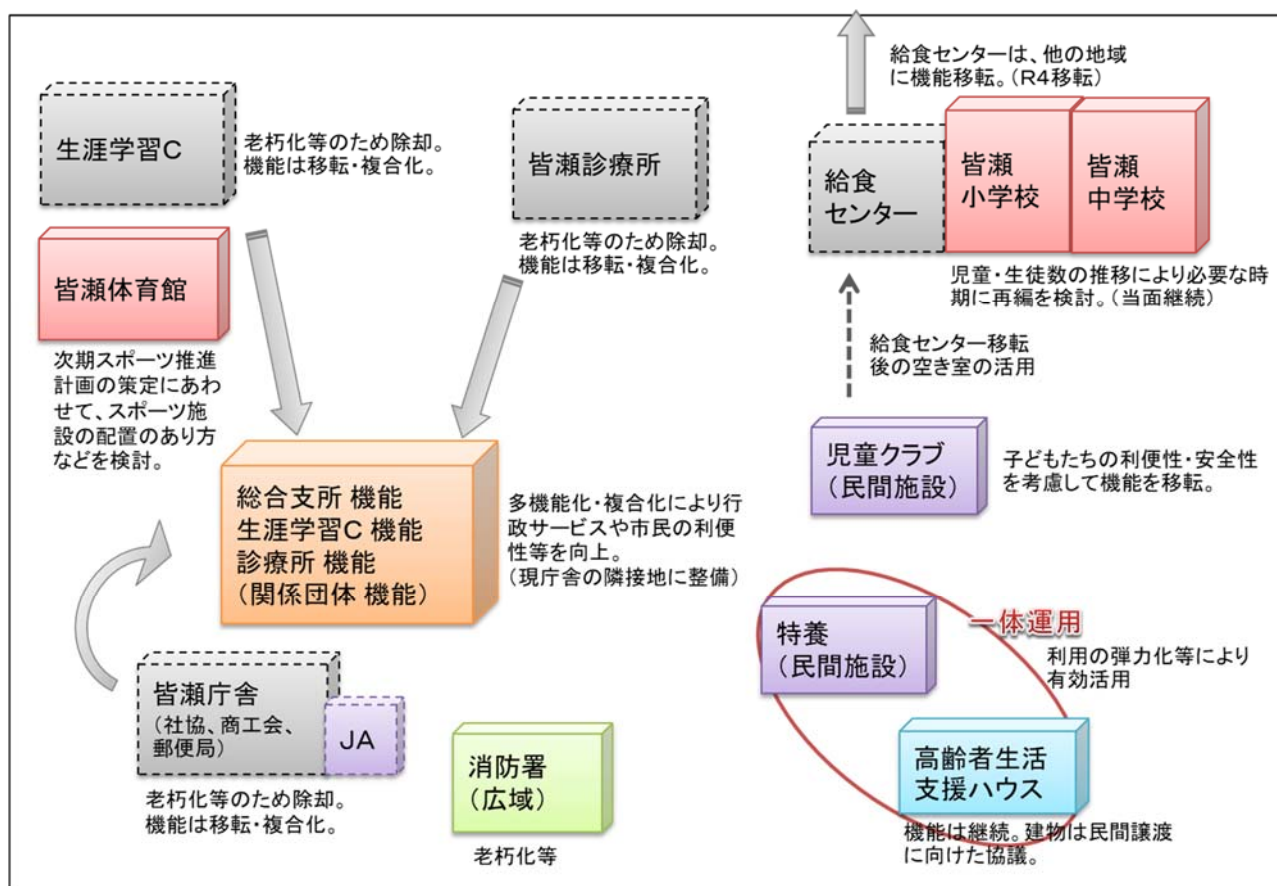 生涯学習C
老朽化等のため除却。
機能は移転・複合化。
皆瀬体育館
次期スポーツ推進
計画の策定にあわ
せて、スポーツ施
設の配置のあり方
などを検討。
皆瀬診療所
老朽化等のため除却。
機能は移転・複合化。
給食センターは、他の地域
に機能移転。(R4移転)
給食
センター
皆瀬
小学校
皆瀬
中学校
児童・生徒数の推移により必要な時
期に再編を検討。(当面継続)
給食センター移転
後の空き室の活用
児童クラブ
(民間施設)
子どもたちの利便性・安全性
を考慮して機能を移転。
総合支所 機能
生涯学習C 機能
診療所 機能
(関係団体 機能)
多機能化・複合化により行
政サービスや市民の利便
性等を向上。
(現庁舎の隣接地に整備)
皆瀬庁舎
(社協、商工会、
郵便局)
JA
老朽化等のため除却。
機能は移転・複合化。
消防署
(広域)
老朽化等
特養
(民間施設)
一体運用
利用の弾力化等により
有効活用
高齢者生活
支援ハウス
機能は継続。建物は民間譲渡
に向けた協議。